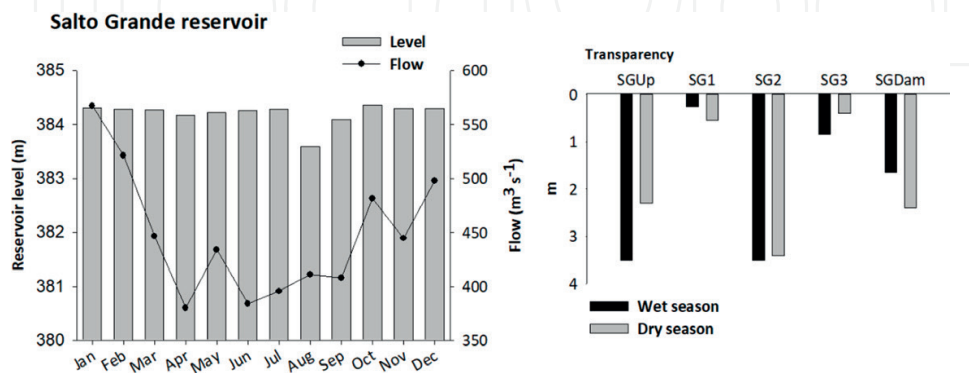 Salto Grande reservoir
Level
Flow
385
384
383
382
381
380
Reservoir level (m)
600
550
500
450
400
350
Flow (m³ s⁻¹)
Jan Feb Mar Apr May Jun Jul Aug Sep Oct Nov Dec
Transparency
SGUp SG1 SG2 SG3 SGDam
0
1
2
3
4
m
Wet season
Dry season